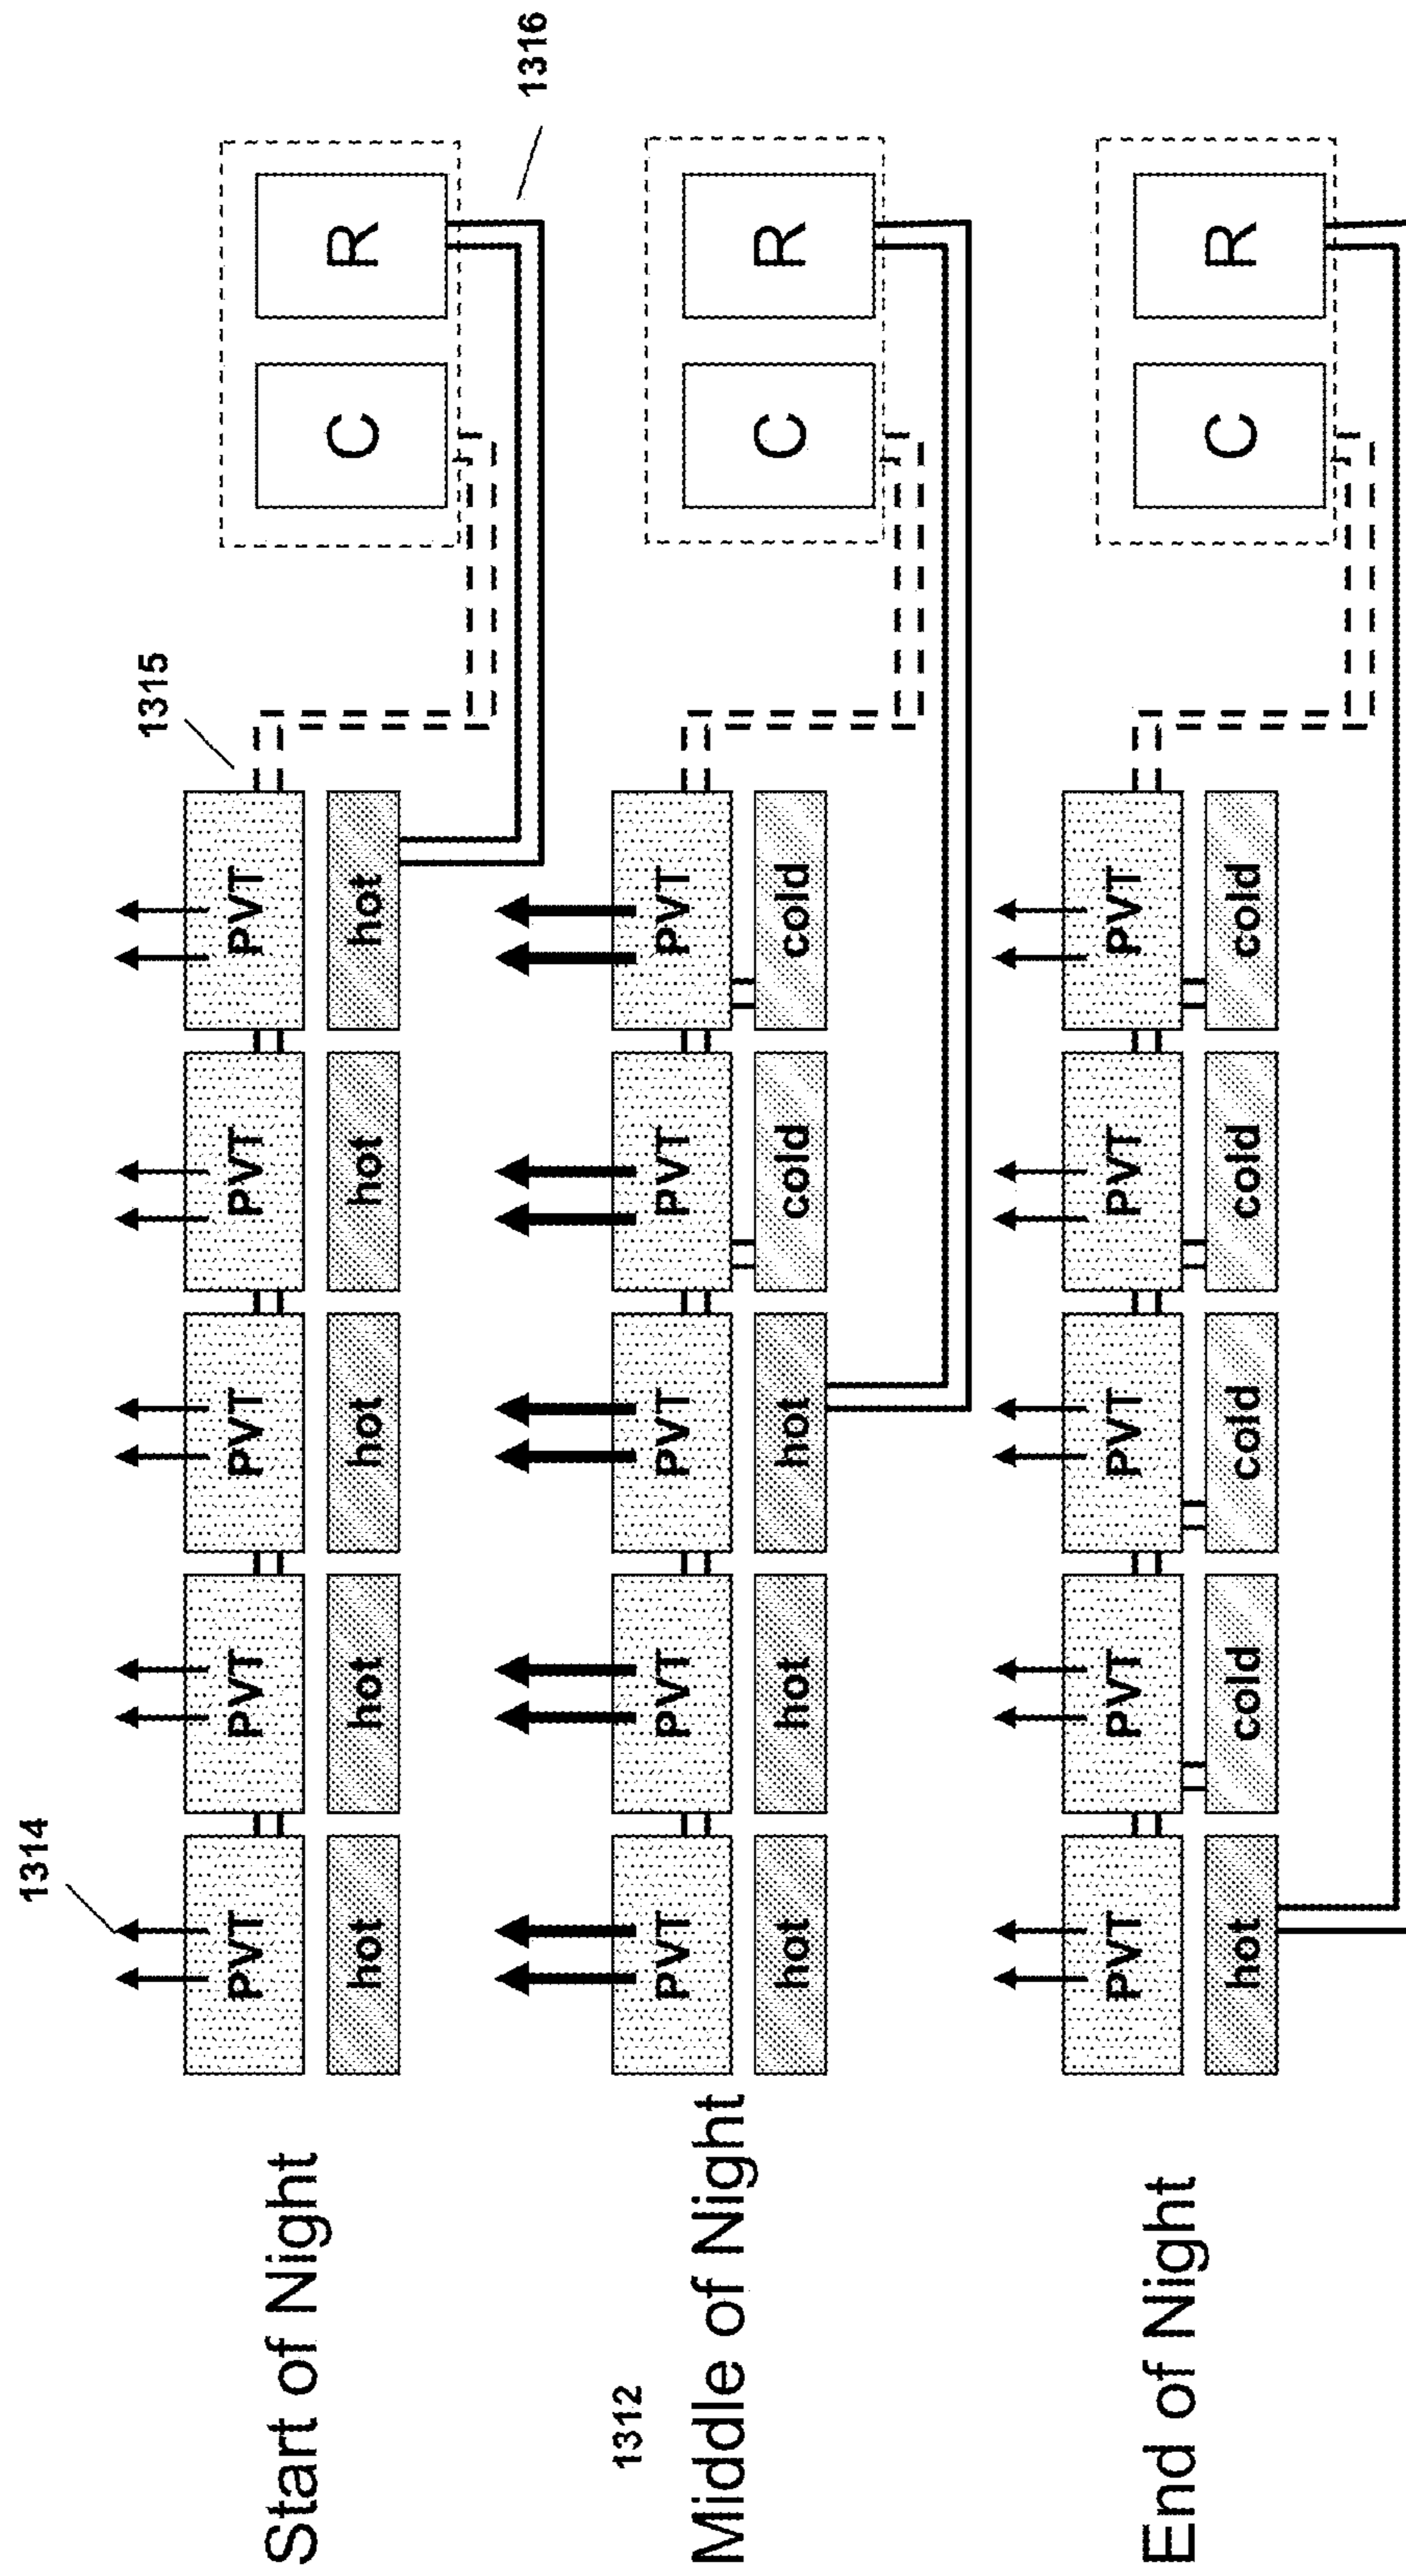 1314
1315
PVT PVT PVT PVT PVT
Start of Night
C R
hot hot hot hot hot
1316
1312
PVT PVT PVT PVT PVT
Middle of Night
C R
hot hot hot cold cold
PVT PVT PVT PVT PVT
End of Night
C R
hot cold cold cold cold